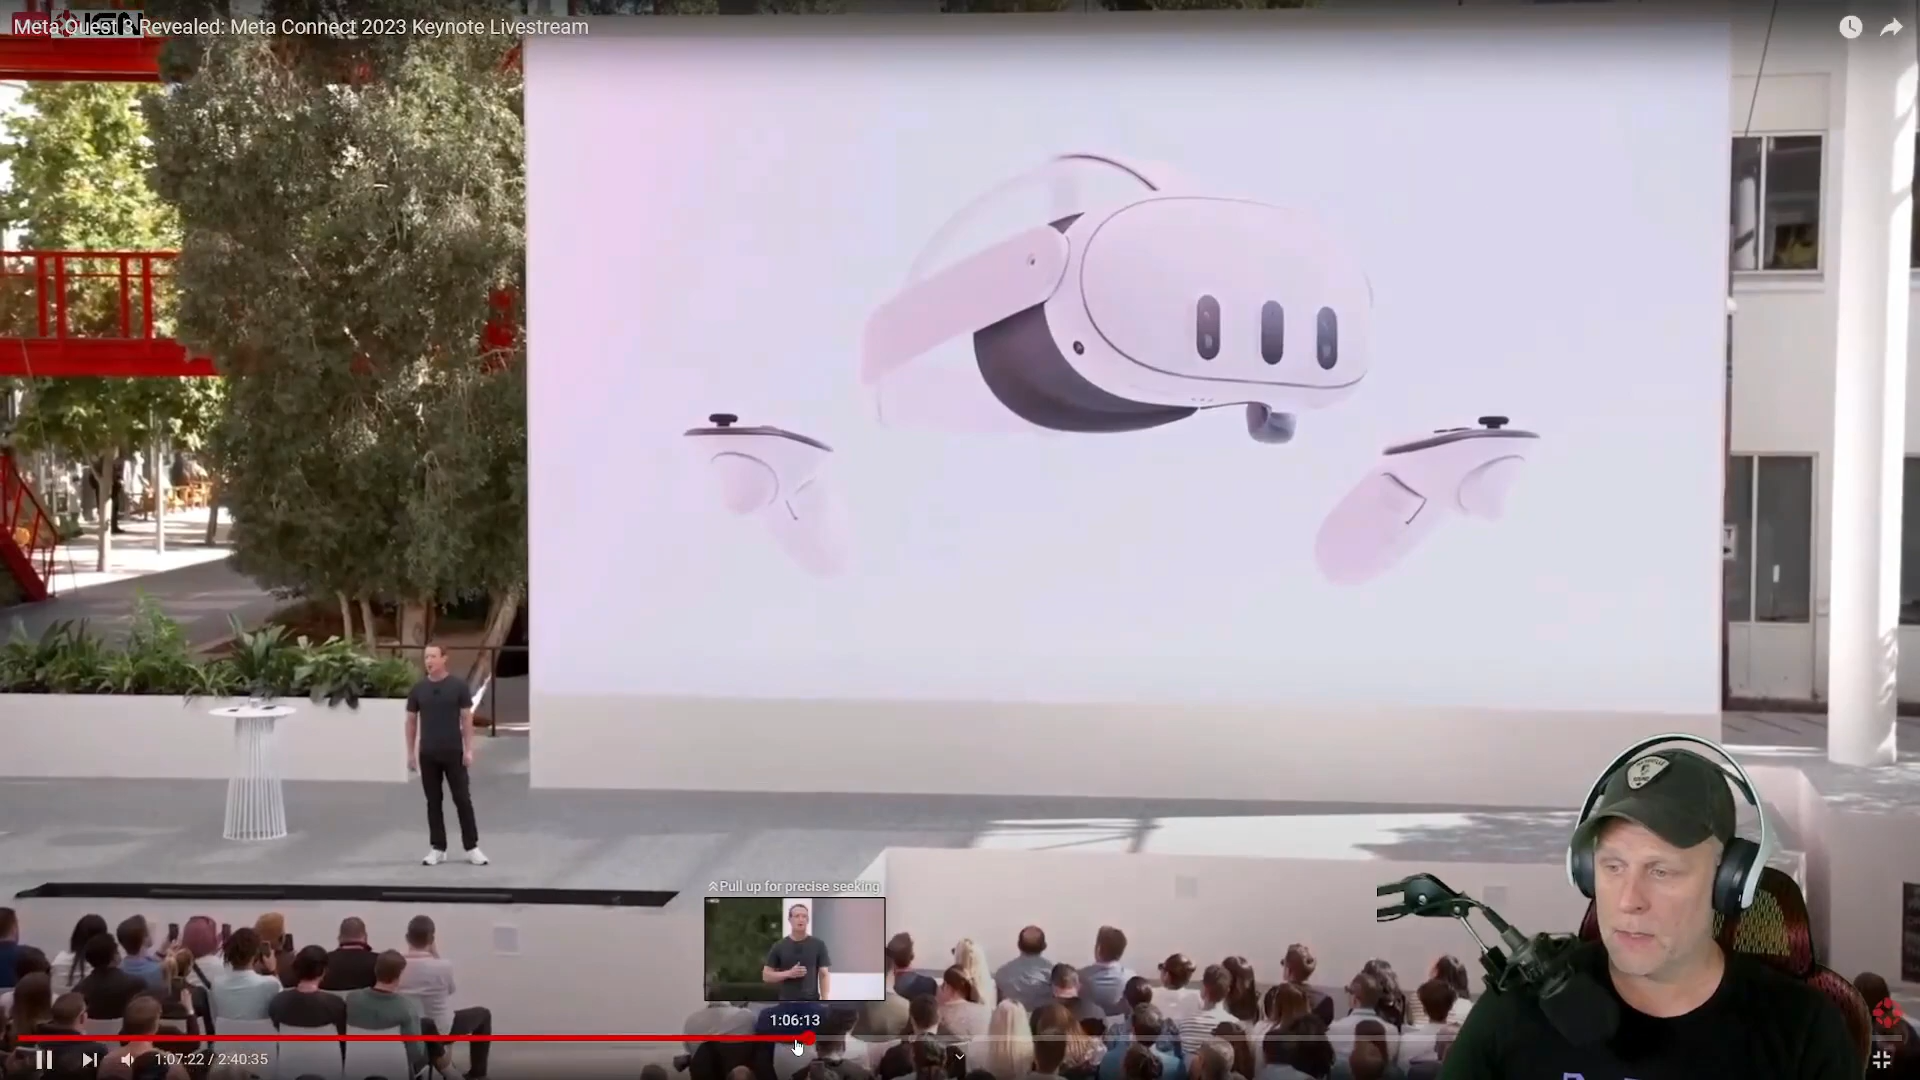 Meta Quest 3 Revealed: Meta Connect 2023 Keynote Livestream
IGN
Pull up for precise seeking
1:06:13
1:07:22 / 2:40:35